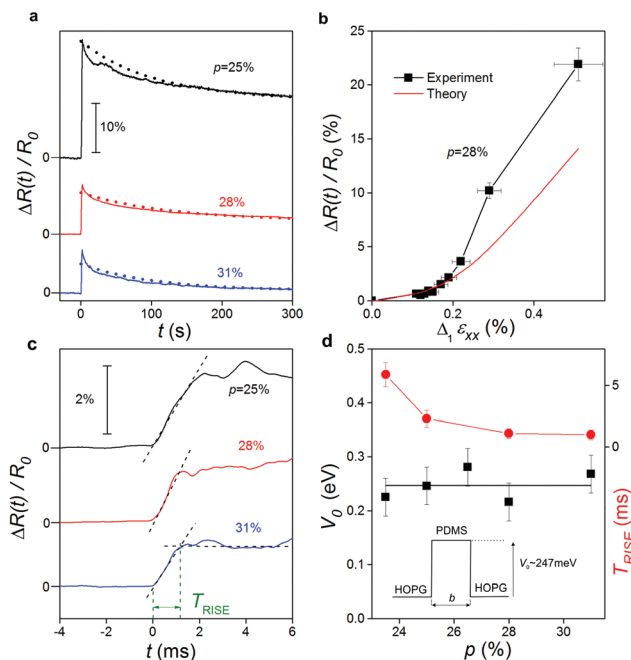 a
ΔR(t) / R0
p=25%
10%
0
28%
0
31%
0
0 100 200 300
t (s)
b
ΔR(t) / R0 (%)
25
20
15
10
5
0
Experiment
Theory
p=28%
0.0 0.2 0.4
Δ1 εxx (%)
c
ΔR(t) / R0
2%
p=25%
0
28%
0
31%
0
TRISE
-4 -2 0 2 4 6
t (ms)
d
V0 (eV)
0.5
0.4
0.3
0.2
0.1
0.0
5
0
TRISE (ms)
PDMS
V0~247meV
HOPG
b
HOPG
24 26 28 30
p (%)